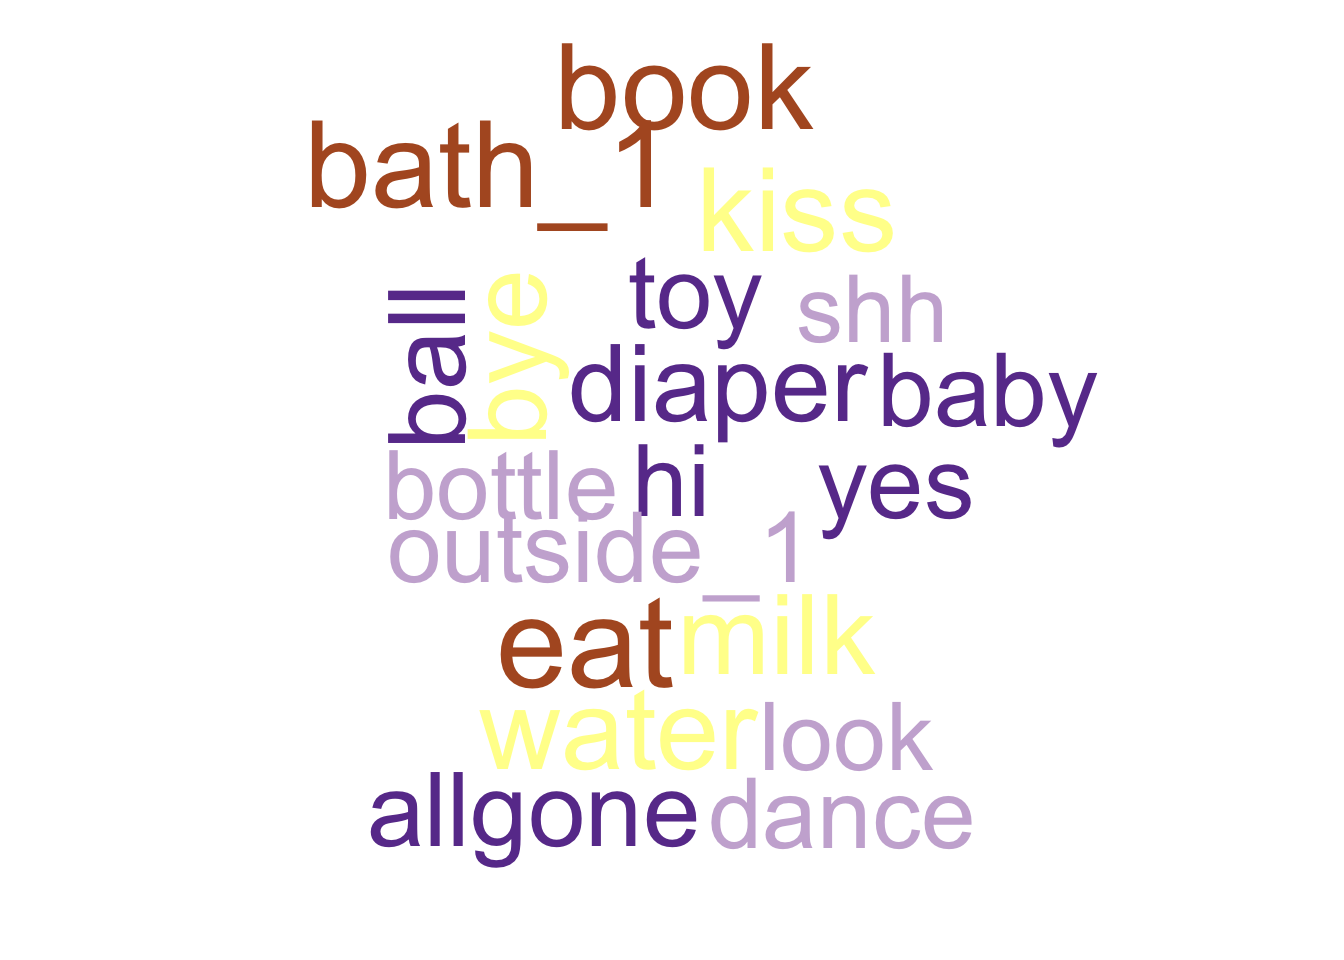 book
bath_1
kiss
toy
shh
ball
bye
diaper
baby
bottle
hi
yes
outside_1
eat
milk
water
look
allgone
dance